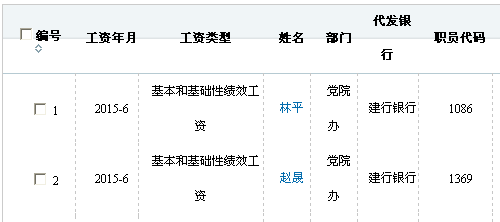 编号 工资年月 工资类型 姓名 部门 代发银行 职员代码
1 2015-6 基本和基础性绩效工资 林平 党院办 建行银行 1086
2 2015-6 基本和基础性绩效工资 赵晟 党院办 建行银行 1369